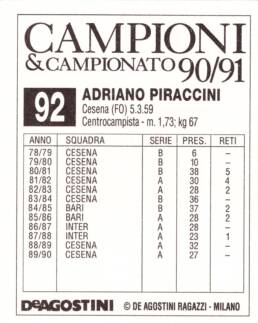 CAMPIONI
& CAMPIONATO 90/91
92 ADRIANO PIRACCINI
Cesena (FO) 5.3.59
Centrocampista - m. 1,73; kg 67
ANNO SQUADRA SERIE PRES. RETI
78/79 CESENA B 6 –
79/80 CESENA B 10 –
80/81 CESENA B 38 5
81/82 CESENA A 30 4
82/83 CESENA A 28 2
83/84 CESENA B 36 –
84/85 BARI B 37 2
85/86 BARI A 28 2
86/87 INTER A 28 –
87/88 INTER A 23 1
88/89 CESENA A 32 –
89/90 CESENA A 27 –
DeAGOSTINI © DE AGOSTINI RAGAZZI - MILANO